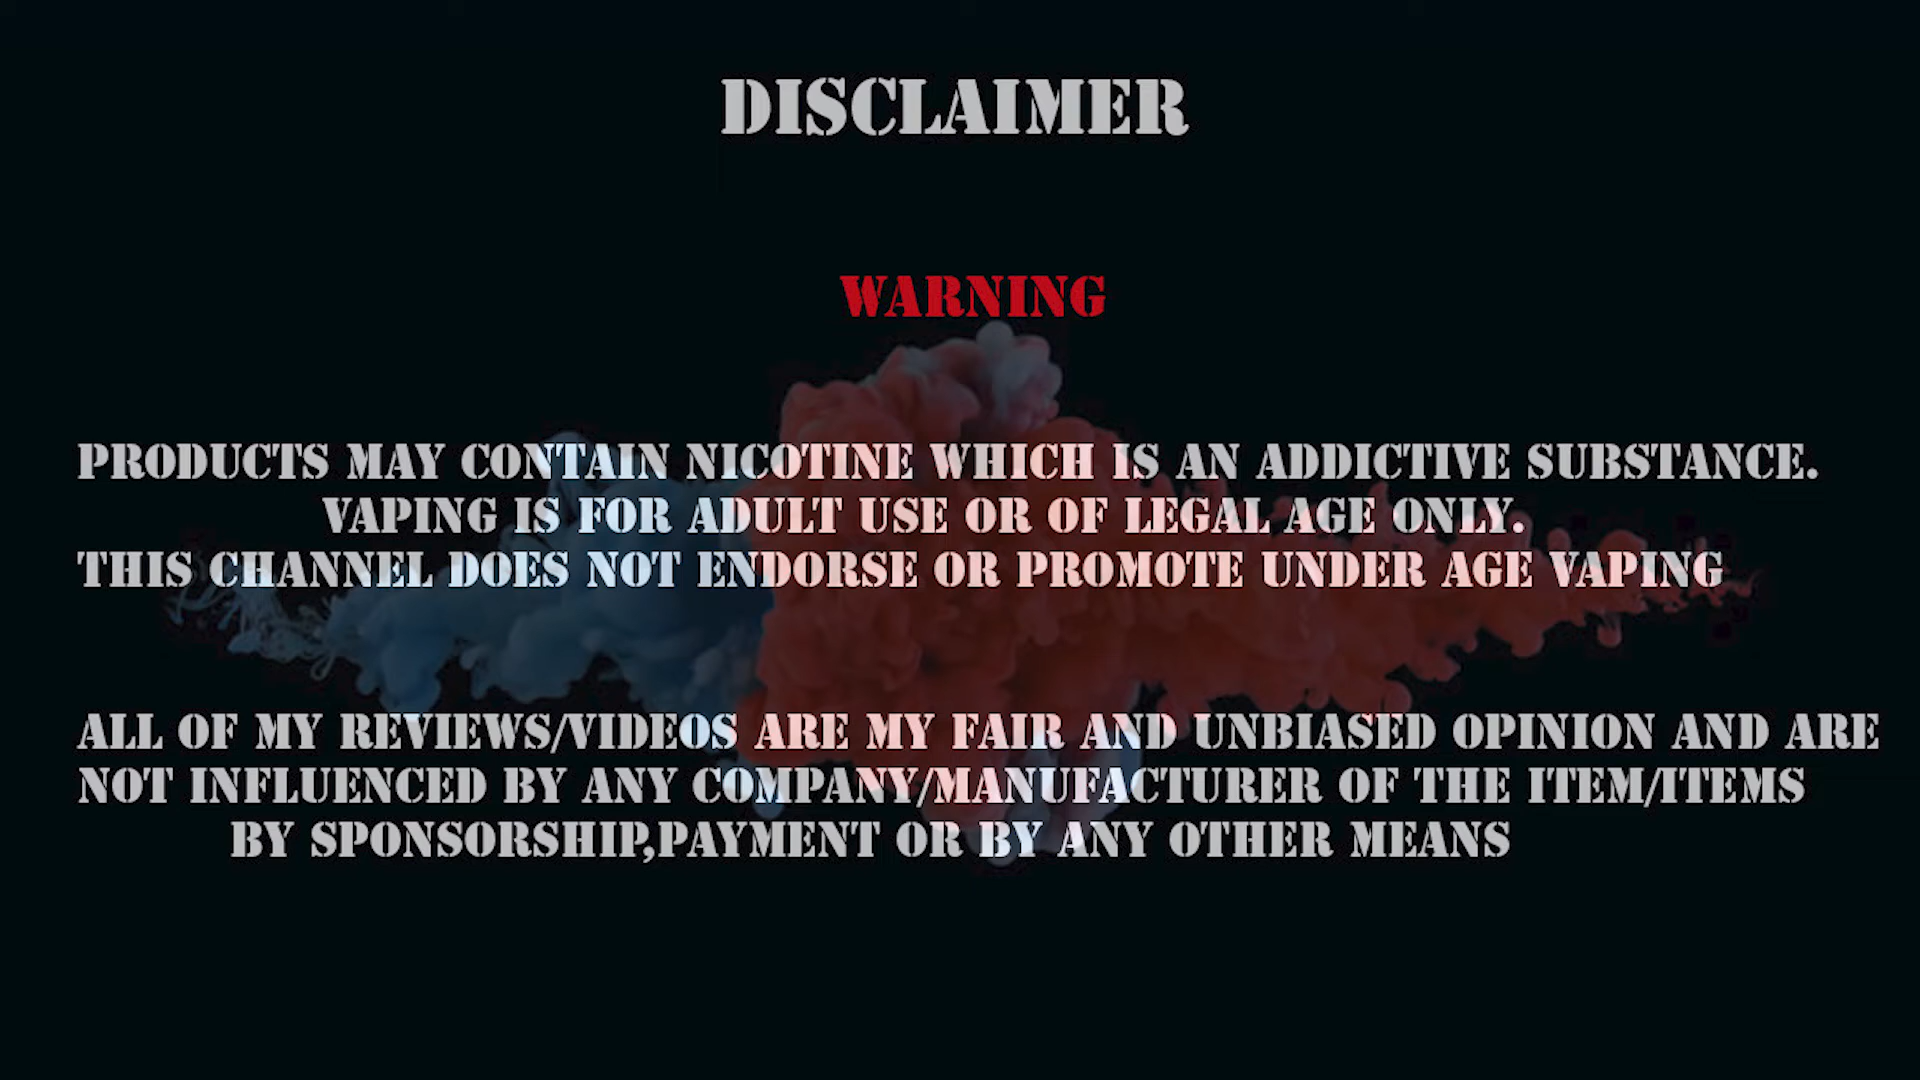 DISCLAIMER
WARNING
PRODUCTS MAY CONTAIN NICOTINE WHICH IS AN ADDICTIVE SUBSTANCE.
VAPING IS FOR ADULT USE OR OF LEGAL AGE ONLY.
THIS CHANNEL DOES NOT ENDORSE OR PROMOTE UNDER AGE VAPING
ALL OF MY REVIEWS/VIDEOS ARE MY FAIR AND UNBIASED OPINION AND ARE
NOT INFLUENCED BY ANY COMPANY/MANUFACTURER OF THE ITEM/ITEMS
BY SPONSORSHIP,PAYMENT OR BY ANY OTHER MEANS